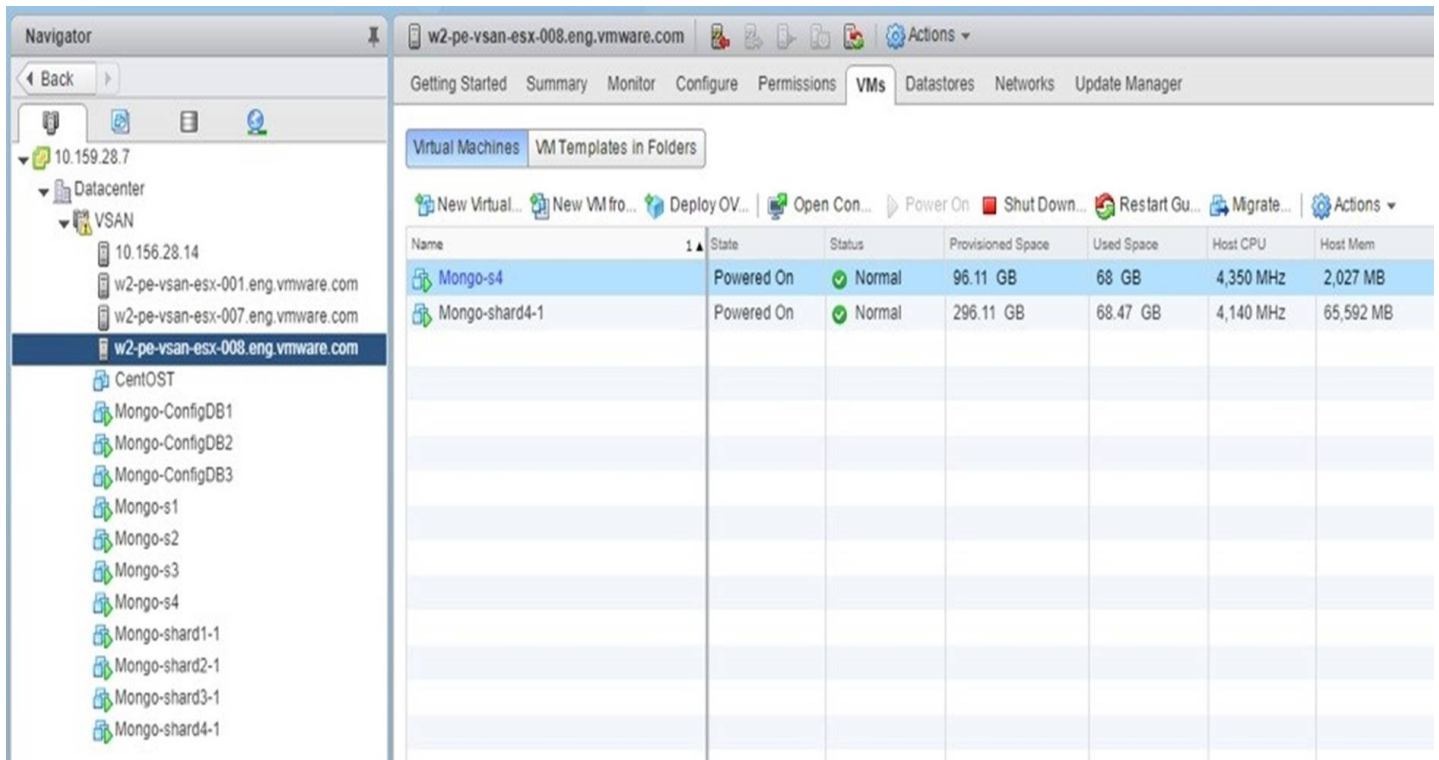 Navigator
Back
10.159.28.7
Datacenter
VSAN
10.156.28.14
w2-pe-vsan-esx-001.eng.vmware.com
w2-pe-vsan-esx-007.eng.vmware.com
w2-pe-vsan-esx-008.eng.vmware.com
CentOST
Mongo-ConfigDB1
Mongo-ConfigDB2
Mongo-ConfigDB3
Mongo-s1
Mongo-s2
Mongo-s3
Mongo-s4
Mongo-shard1-1
Mongo-shard2-1
Mongo-shard3-1
Mongo-shard4-1
w2-pe-vsan-esx-008.eng.vmware.com Actions
Getting Started Summary Monitor Configure Permissions VMs Datastores Networks Update Manager
Virtual Machines VM Templates in Folders
New Virtual... New VM fro... Deploy OV... Open Con... Power On Shut Down... Restart Gu... Migrate... Actions
Name 1 State Status Provisioned Space Used Space Host CPU Host Mem
Mongo-s4 Powered On Normal 96.11 GB 68 GB 4,350 MHz 2,027 MB
Mongo-shard4-1 Powered On Normal 296.11 GB 68.47 GB 4,140 MHz 65,592 MB